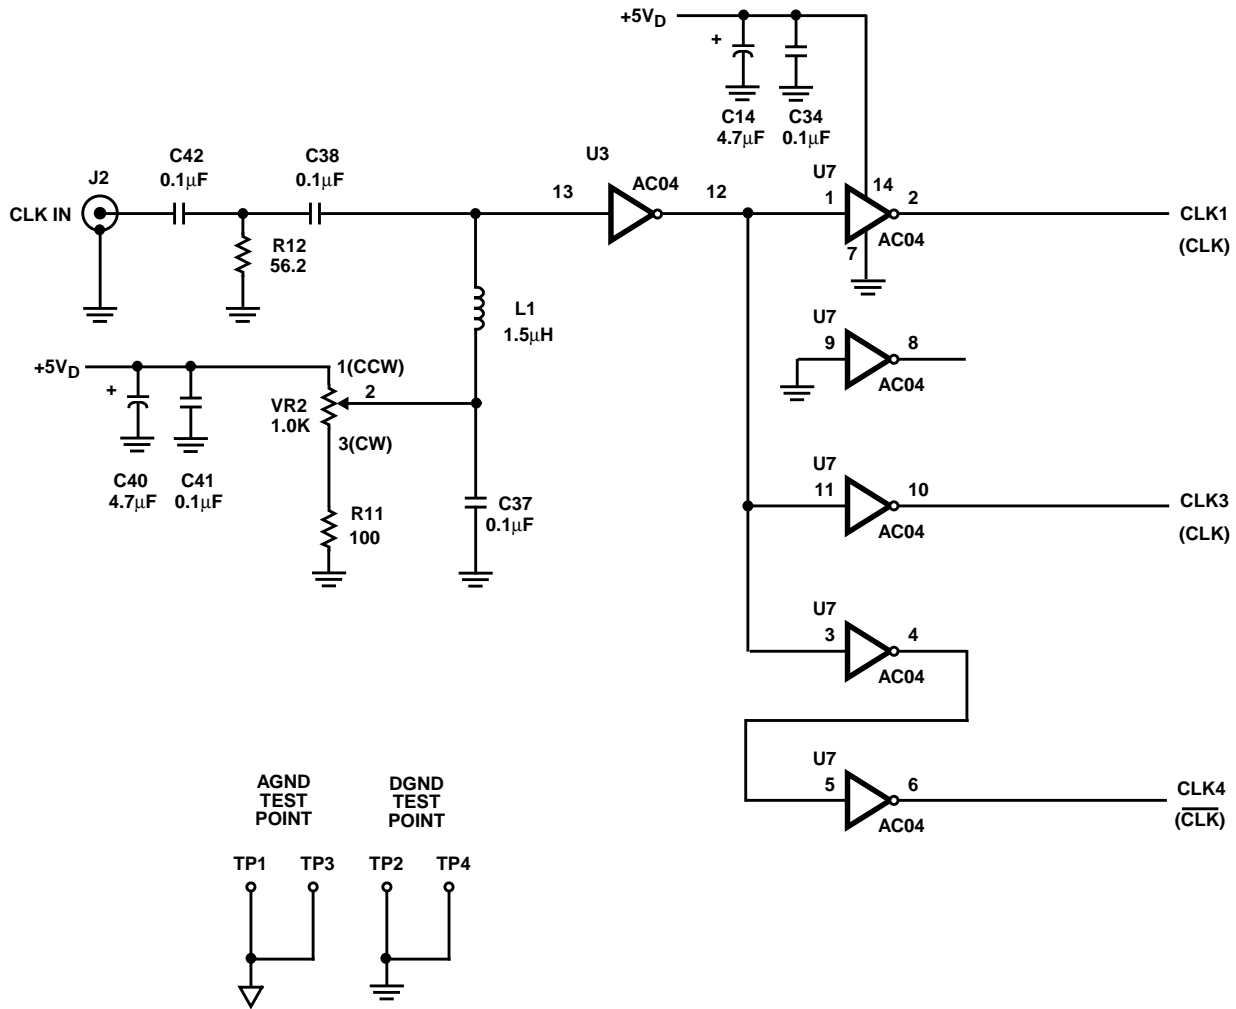 +5VD
+
C14
4.7µF
C34
0.1µF
J2
CLK IN
C42
0.1µF
R12
56.2
C38
0.1µF
13
U3
AC04
12
U7
1
14
2
7
AC04
CLK1
(CLK)
L1
1.5µH
U7
9
8
AC04
+5VD
+
C40
4.7µF
C41
0.1µF
1(CCW)
VR2
1.0K
2
3(CW)
R11
100
C37
0.1µF
U7
11
10
AC04
CLK3
(CLK)
U7
3
4
AC04
U7
5
6
AC04
CLK4
(C̅L̅K̅)
AGND
TEST
POINT
TP1
TP3
DGND
TEST
POINT
TP2
TP4